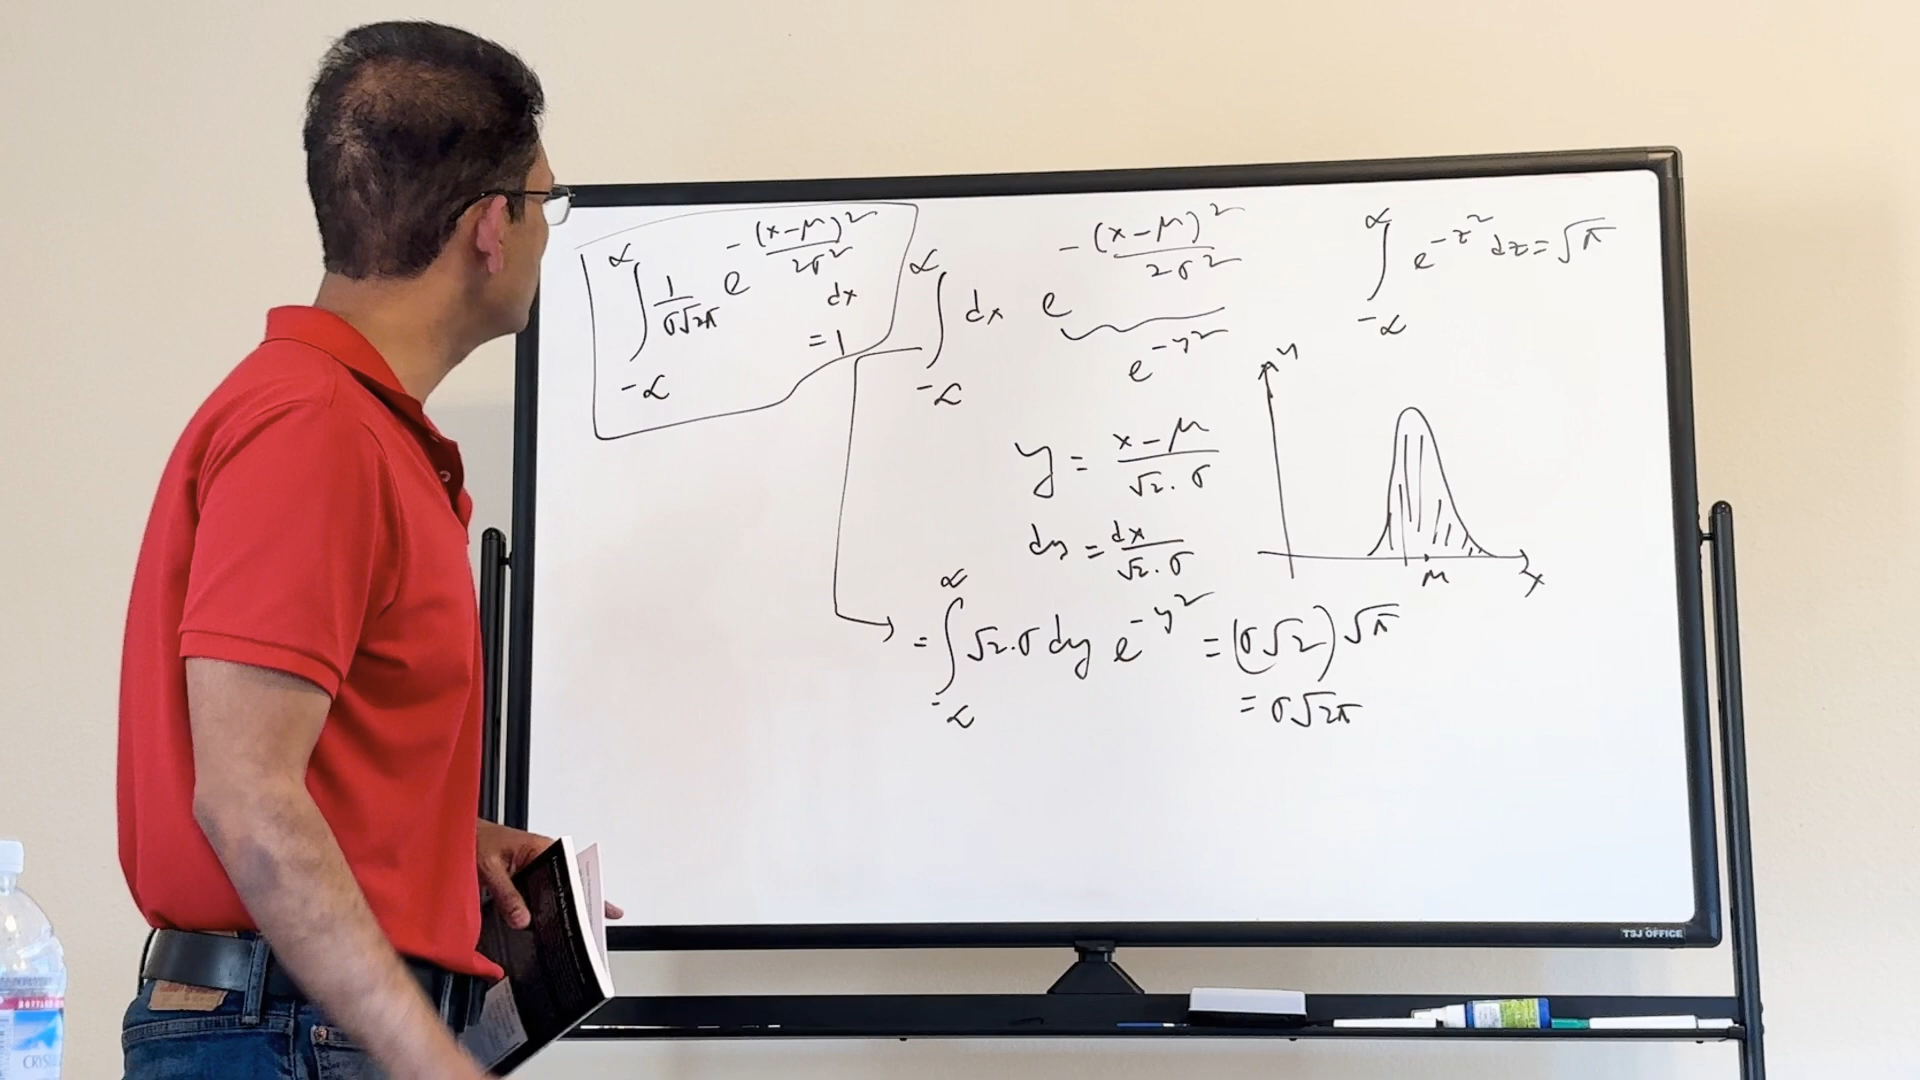 ∫_{-∝}^{∝} 1/(σ√2π) e^{-(x-μ)²/2σ²} dx = 1
∫_{-∝}^{∝} dx e^{-(x-μ)²/2σ²}
e^{-y²}
∫_{-∝}^{∝} e^{-z²} dz = √π
y = (x-μ)/(√2.σ)
dy = dx/(√2.σ)
y
μ
x
= ∫_{-∝}^{∝} √2.σ dy e^{-y²} = (σ√2)√π
= σ√2π
TSJ OFFICE
CRYS